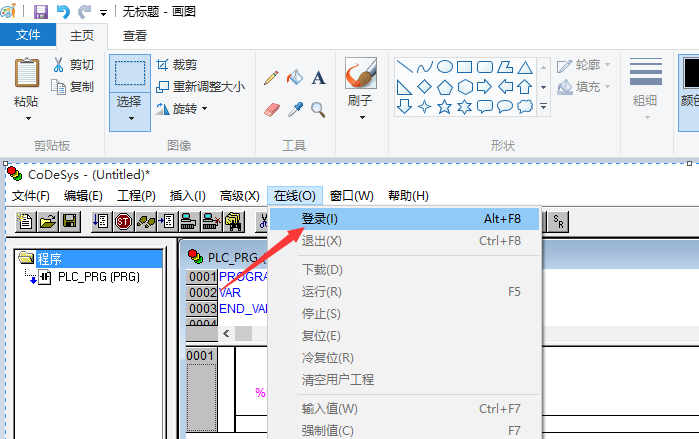 无标题 - 画图
文件 主页 查看
粘贴 剪切 复制 选择 裁剪 重新调整大小 旋转 A 刷子 轮廓 填充 粗细
剪贴板 图像 工具 形状
CoDeSys - (Untitled)*
文件(F) 编辑(E) 工程(P) 插入(I) 高级(X) 在线(O) 窗口(W) 帮助(H)
程序
PLC_PRG (PRG)
PLC_PRG
0001 PROGRA
0002 VAR
0003 END_VA
0004
0001
登录(I) Alt+F8
退出(X) Ctrl+F8
下载(D)
运行(R) F5
停止(S)
复位(E)
冷复位(R)
清空用户工程
输入值(W) Ctrl+F7
强制值(C) F7